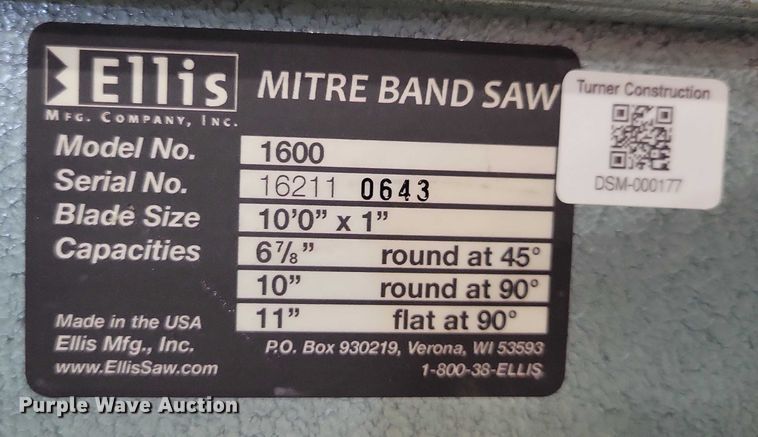 Ellis
MFG. COMPANY, INC.
MITRE BAND SAW
Turner Construction
DSM-000177
Model No. 1600
Serial No. 16211 0643
Blade Size 10'0" x 1"
Capacities 6⅞" round at 45°
10" round at 90°
11" flat at 90°
Made in the USA
Ellis Mfg., Inc.
www.EllisSaw.com
P.O. Box 930219, Verona, WI 53593
1-800-38-ELLIS
Purple Wave Auction